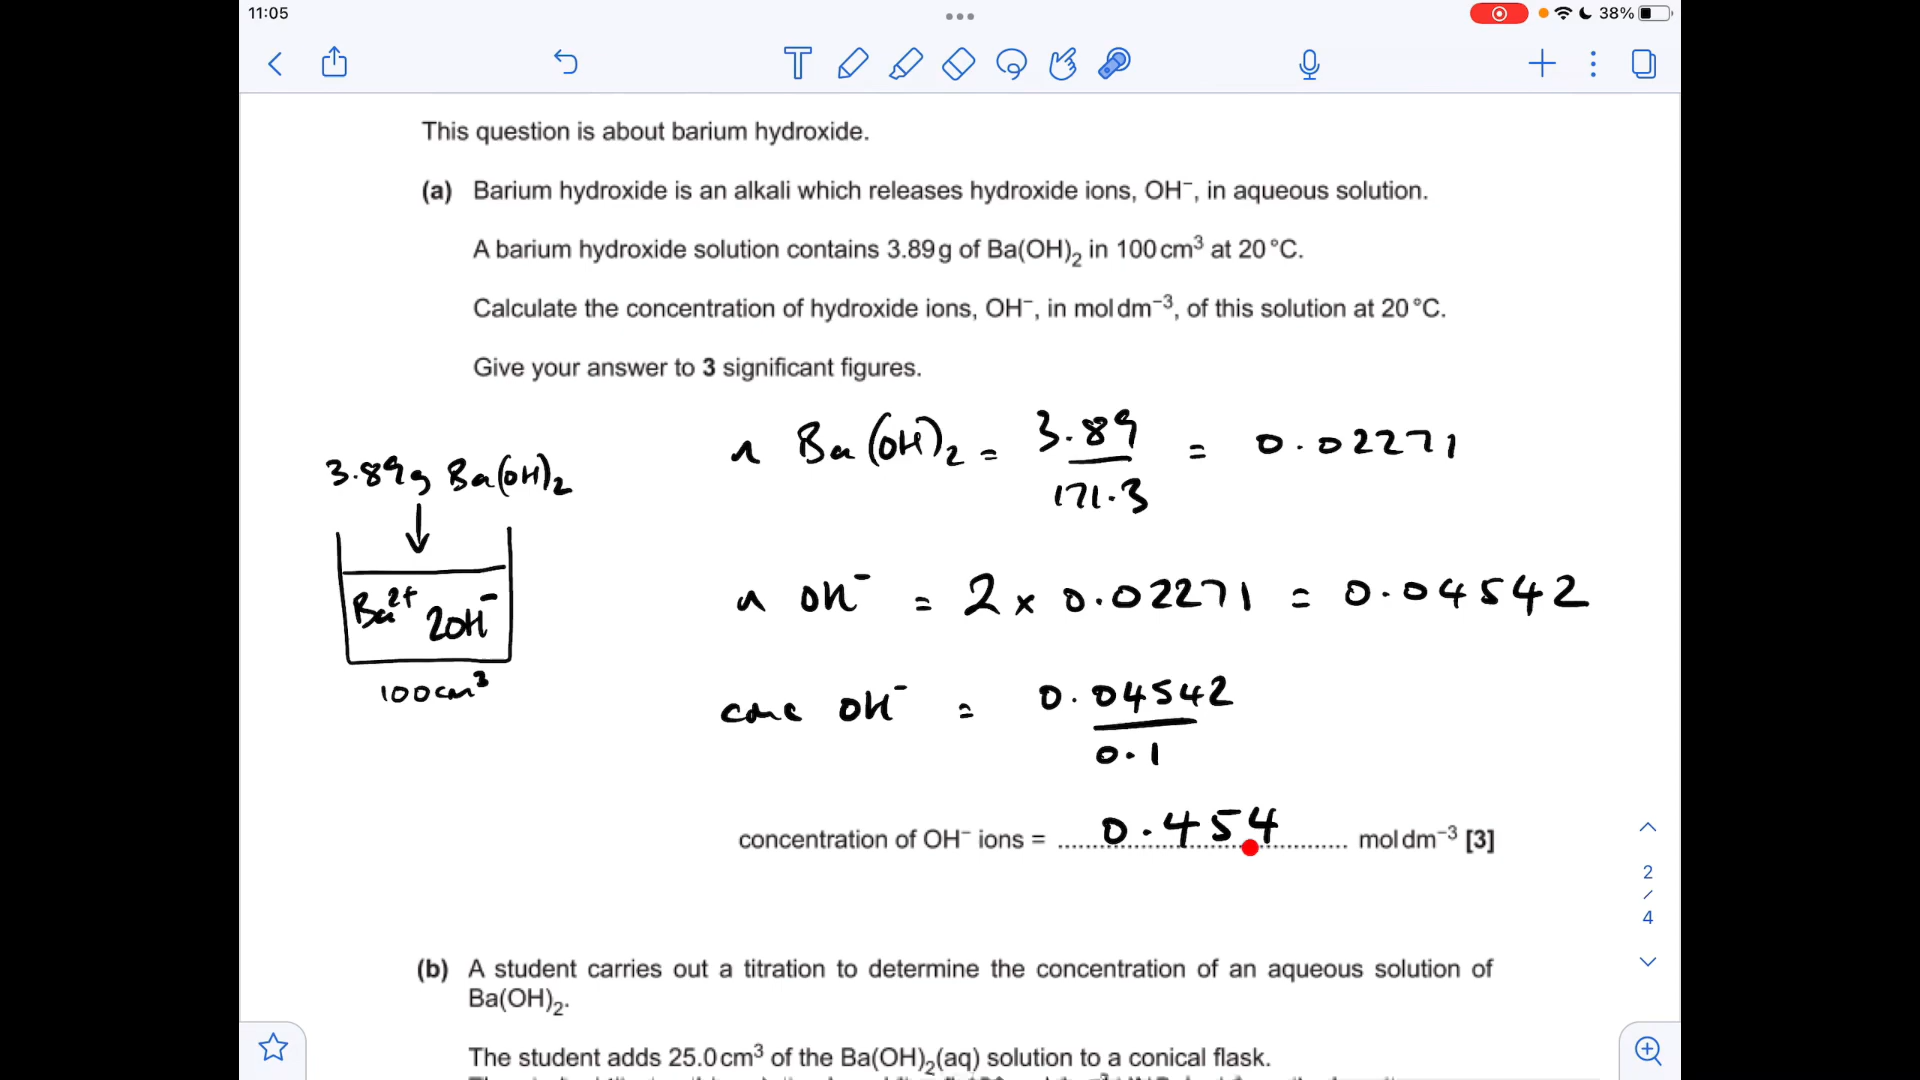 11:05
38%
This question is about barium hydroxide.
(a) Barium hydroxide is an alkali which releases hydroxide ions, OH⁻, in aqueous solution.
A barium hydroxide solution contains 3.89 g of Ba(OH)₂ in 100 cm³ at 20 °C.
Calculate the concentration of hydroxide ions, OH⁻, in mol dm⁻³, of this solution at 20 °C.
Give your answer to 3 significant figures.
n Ba(OH)₂ = 3.89 / 171.3 = 0.02271
3.89g Ba(OH)₂
Ba²⁺ 2OH⁻
100cm³
n OH⁻ = 2 x 0.02271 = 0.04542
conc OH⁻ = 0.04542 / 0.1
concentration of OH⁻ ions = 0.454 mol dm⁻³ [3]
2 / 4
(b) A student carries out a titration to determine the concentration of an aqueous solution of
Ba(OH)₂.
The student adds 25.0 cm³ of the Ba(OH)₂(aq) solution to a conical flask.